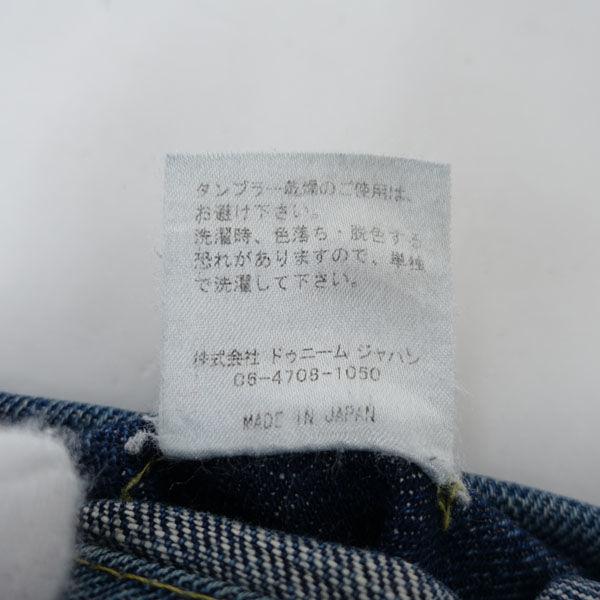 タンブラー乾燥のご使用は、
お避け下さい。
洗濯時、色落ち・脱色する
恐れがありますので、単独
で洗濯して下さい。
株式会社 ドゥニーム ジャパン
06-4708-1050
MADE IN JAPAN